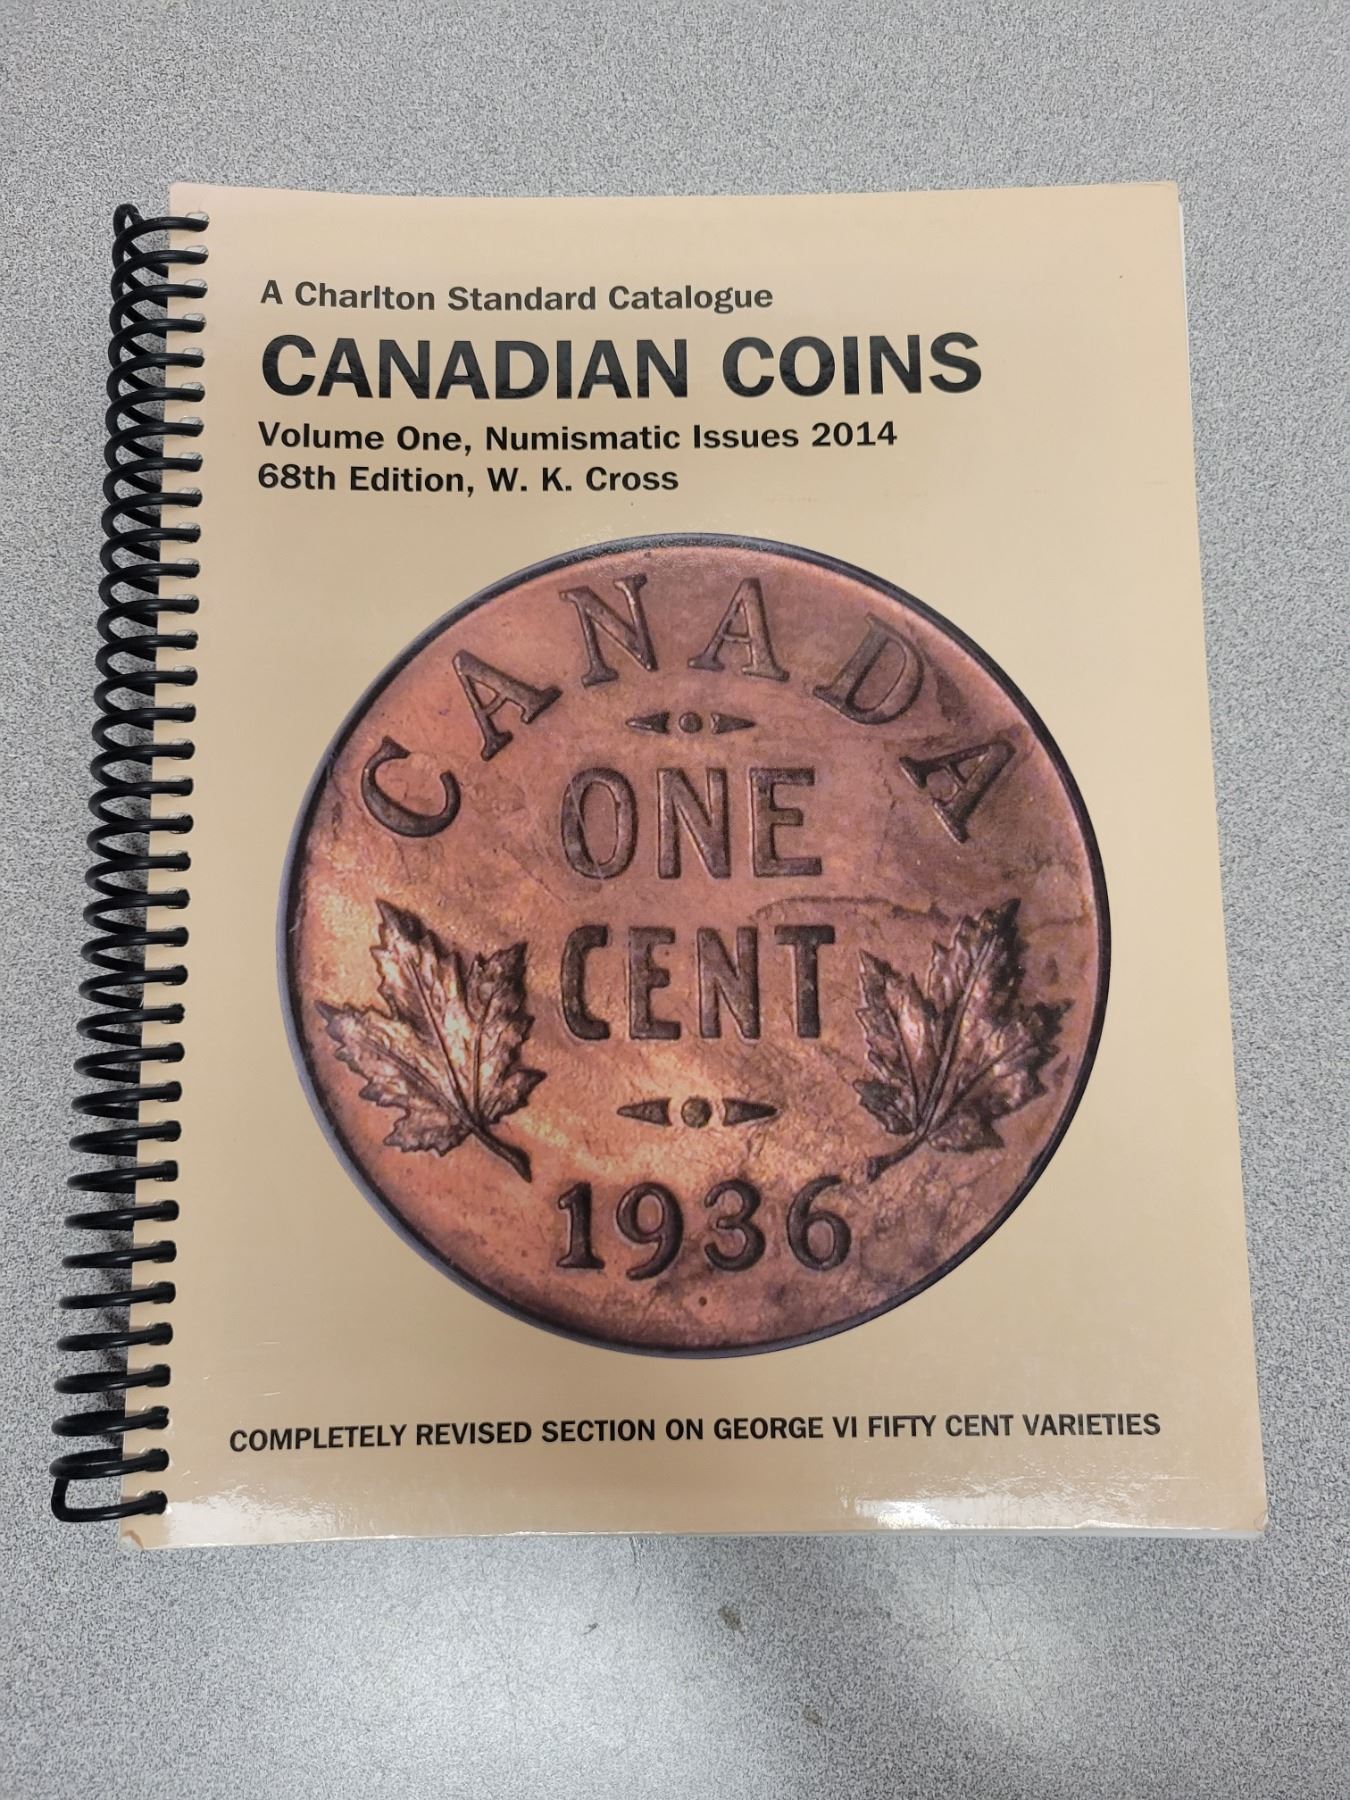 A Charlton Standard Catalogue
CANADIAN COINS
Volume One, Numismatic Issues 2014
68th Edition, W. K. Cross
CANADA
ONE
CENT
1936
COMPLETELY REVISED SECTION ON GEORGE VI FIFTY CENT VARIETIES